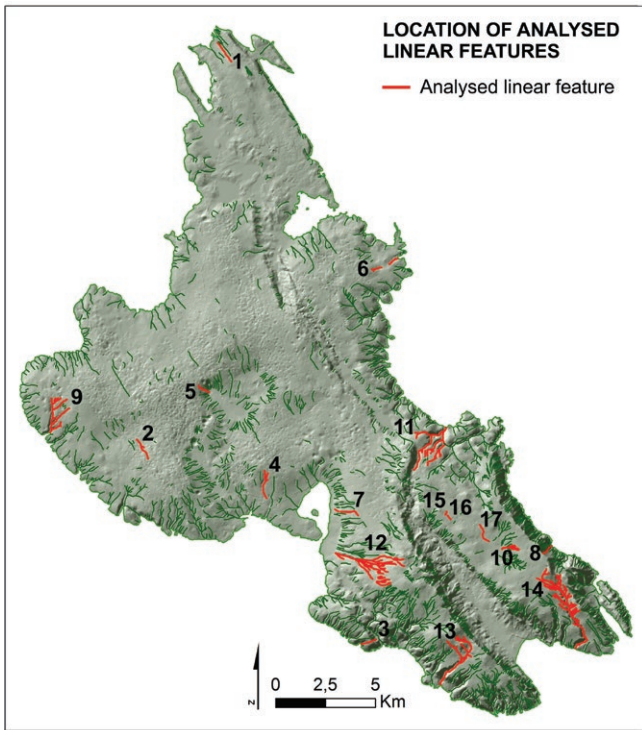 LOCATION OF ANALYSED
LINEAR FEATURES
Analysed linear feature
1
6
5
9
2
11
4
15
16
7
17
12
8
10
14
3
13
N
0 2,5 5
Km